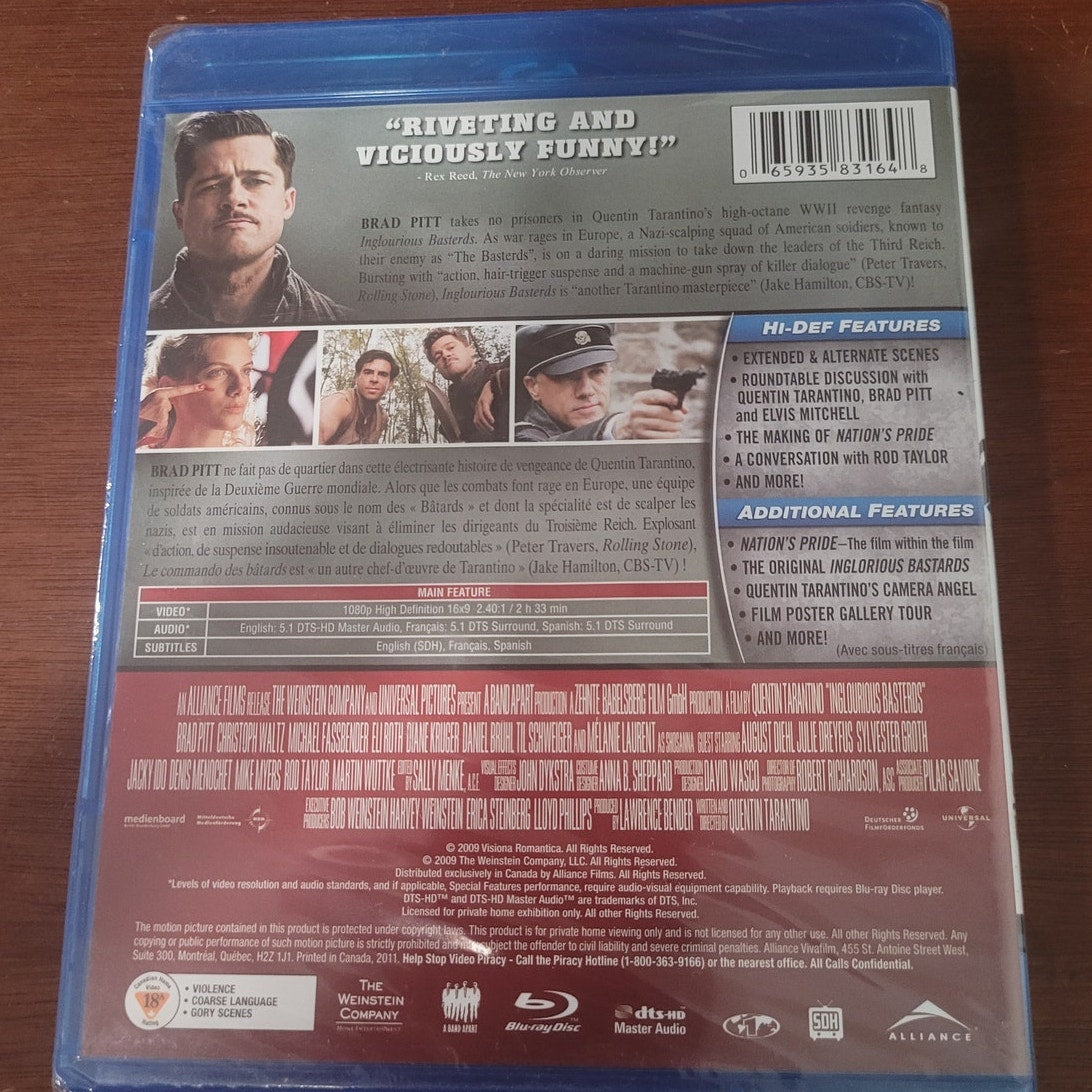 “RIVETING AND
VICIOUSLY FUNNY!”
- Rex Reed, The New York Observer
0 65935 83164 8
BRAD PITT takes no prisoners in Quentin Tarantino's high-octane WWII revenge fantasy
Inglourious Basterds. As war rages in Europe, a Nazi-scalping squad of American soldiers, known to
their enemy as “The Basterds”, is on a daring mission to take down the leaders of the Third Reich.
Bursting with “action, hair-trigger suspense and a machine-gun spray of killer dialogue” (Peter Travers,
Rolling Stone), Inglourious Basterds is “another Tarantino masterpiece” (Jake Hamilton, CBS-TV)!
HI-DEF FEATURES
• EXTENDED & ALTERNATE SCENES
• ROUNDTABLE DISCUSSION with
QUENTIN TARANTINO, BRAD PITT
and ELVIS MITCHELL
• THE MAKING OF NATION'S PRIDE
• A CONVERSATION with ROD TAYLOR
• AND MORE!
BRAD PITT ne fait pas de quartier dans cette électrisante histoire de vengeance de Quentin Tarantino,
inspirée de la Deuxième Guerre mondiale. Alors que les combats font rage en Europe, une équipe
de soldats américains, connus sous le nom des « Bâtards » et dont la spécialité est de scalper les
nazis, est en mission audacieuse visant à éliminer les dirigeants du Troisième Reich. Explosant
« d'action, de suspense insoutenable et de dialogues redoutables » (Peter Travers, Rolling Stone),
Le commando des bâtards est « un autre chef-d'œuvre de Tarantino » (Jake Hamilton, CBS-TV) !
ADDITIONAL FEATURES
• NATION'S PRIDE—The film within the film
• THE ORIGINAL INGLORIOUS BASTARDS
• QUENTIN TARANTINO'S CAMERA ANGEL
• FILM POSTER GALLERY TOUR
• AND MORE!
(Avec sous-titres français)
MAIN FEATURE
VIDEO* 1080p High Definition 16x9 2.40:1 / 2 h 33 min
AUDIO* English: 5.1 DTS-HD Master Audio, Français: 5.1 DTS Surround, Spanish: 5.1 DTS Surround
SUBTITLES English (SDH), Français, Spanish
AN ALLIANCE FILMS RELEASE THE WEINSTEIN COMPANY AND UNIVERSAL PICTURES PRESENT A BAND APART PRODUCTION A ZEHNTE BABELSBERG FILM GmbH PRODUCTION A FILM BY QUENTIN TARANTINO "INGLOURIOUS BASTERDS"
BRAD PITT CHRISTOPH WALTZ MICHAEL FASSBENDER ELI ROTH DIANE KRUGER DANIEL BRÜHL TIL SCHWEIGER AND MÉLANIE LAURENT AS SHOSANNA GUEST STARRING AUGUST DIEHL JULIE DREYFUS SYLVESTER GROTH
JACKY IDO DENIS MENOCHET MIKE MYERS ROD TAYLOR MARTIN WUTTKE EDITED BY SALLY MENKE, A.C.E. VISUAL EFFECTS DESIGNER JOHN DYKSTRA COSTUME DESIGNER ANNA B. SHEPPARD PRODUCTION DESIGNER DAVID WASCO DIRECTOR OF PHOTOGRAPHY ROBERT RICHARDSON, ASC ASSOCIATE PRODUCER PILAR SAVONE
EXECUTIVE PRODUCERS BOB WEINSTEIN HARVEY WEINSTEIN ERICA STEINBERG LLOYD PHILLIPS PRODUCED BY LAWRENCE BENDER WRITTEN AND DIRECTED BY QUENTIN TARANTINO
medienboard
Berlin-Brandenburg GmbH
Mitteldeutsche
Medienförderung
DEUTSCHER
FILMFÖRDERFONDS
UNIVERSAL
© 2009 Visiona Romantica. All Rights Reserved.
© 2009 The Weinstein Company, LLC. All Rights Reserved.
Distributed exclusively in Canada by Alliance Films. All Rights Reserved.
*Levels of video resolution and audio standards, and if applicable, Special Features performance, require audio-visual equipment capability. Playback requires Blu-ray Disc player.
DTS-HD™ and DTS-HD Master Audio™ are trademarks of DTS, Inc.
Licensed for private home exhibition only. All other Rights Reserved.
The motion picture contained in this product is protected under copyright laws. This product is for private home viewing only and is not licensed for any other use. All other Rights Reserved. Any
copying or public performance of such motion picture is strictly prohibited and may subject the offender to civil liability and severe criminal penalties. Alliance Vivafilm, 455 St. Antoine Street West,
Suite 300, Montréal, Québec, H2Z 1J1. Printed in Canada, 2011. Help Stop Video Piracy - Call the Piracy Hotline (1-800-363-9166) or the nearest office. All Calls Confidential.
Canadian Home
Video
18A
Rating
• VIOLENCE
• COARSE LANGUAGE
• GORY SCENES
THE
WEINSTEIN
COMPANY
HOME ENTERTAINMENT
A BAND APART
Blu-ray Disc
dts-HD
Master Audio
1
SDH
ALLIANCE